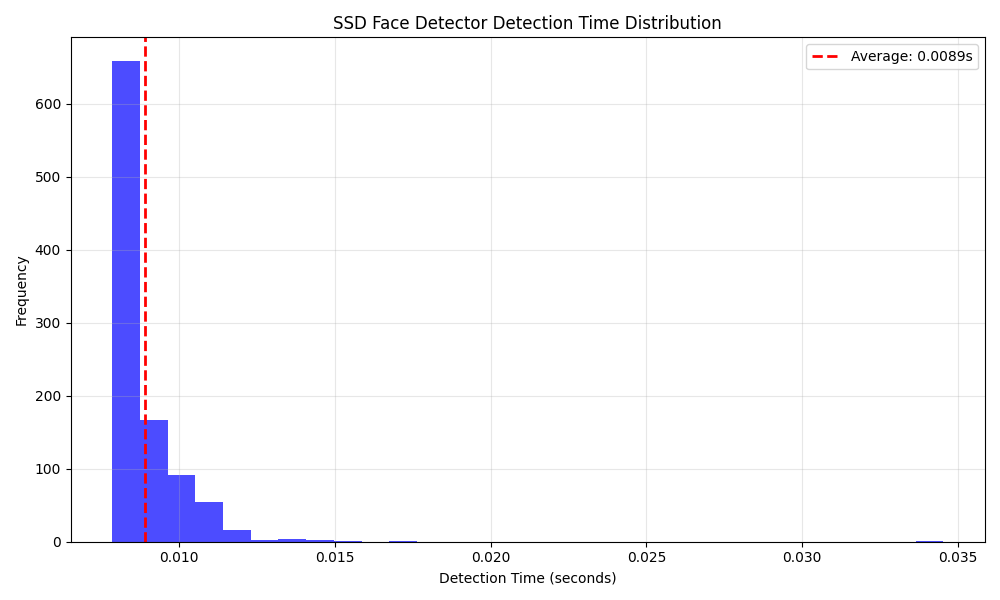 SSD Face Detector Detection Time Distribution
Average: 0.0089s
Frequency
600
500
400
300
200
100
0
0.010 0.015 0.020 0.025 0.030 0.035
Detection Time (seconds)